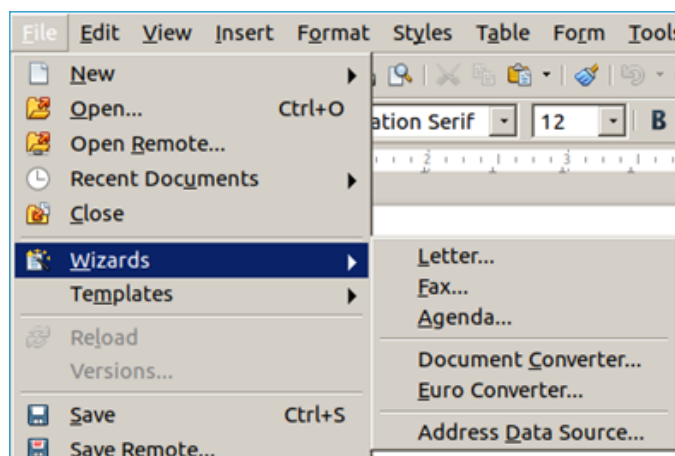 File Edit View Insert Format Styles Table Form Tools
New
Open... Ctrl+O
ation Serif 12 B
Open Remote...
2 3
Recent Documents
Close
Wizards
Letter...
Templates
Fax...
Agenda...
Reload
Versions...
Document Converter...
Euro Converter...
Save Ctrl+S
Address Data Source...
Save Remote...